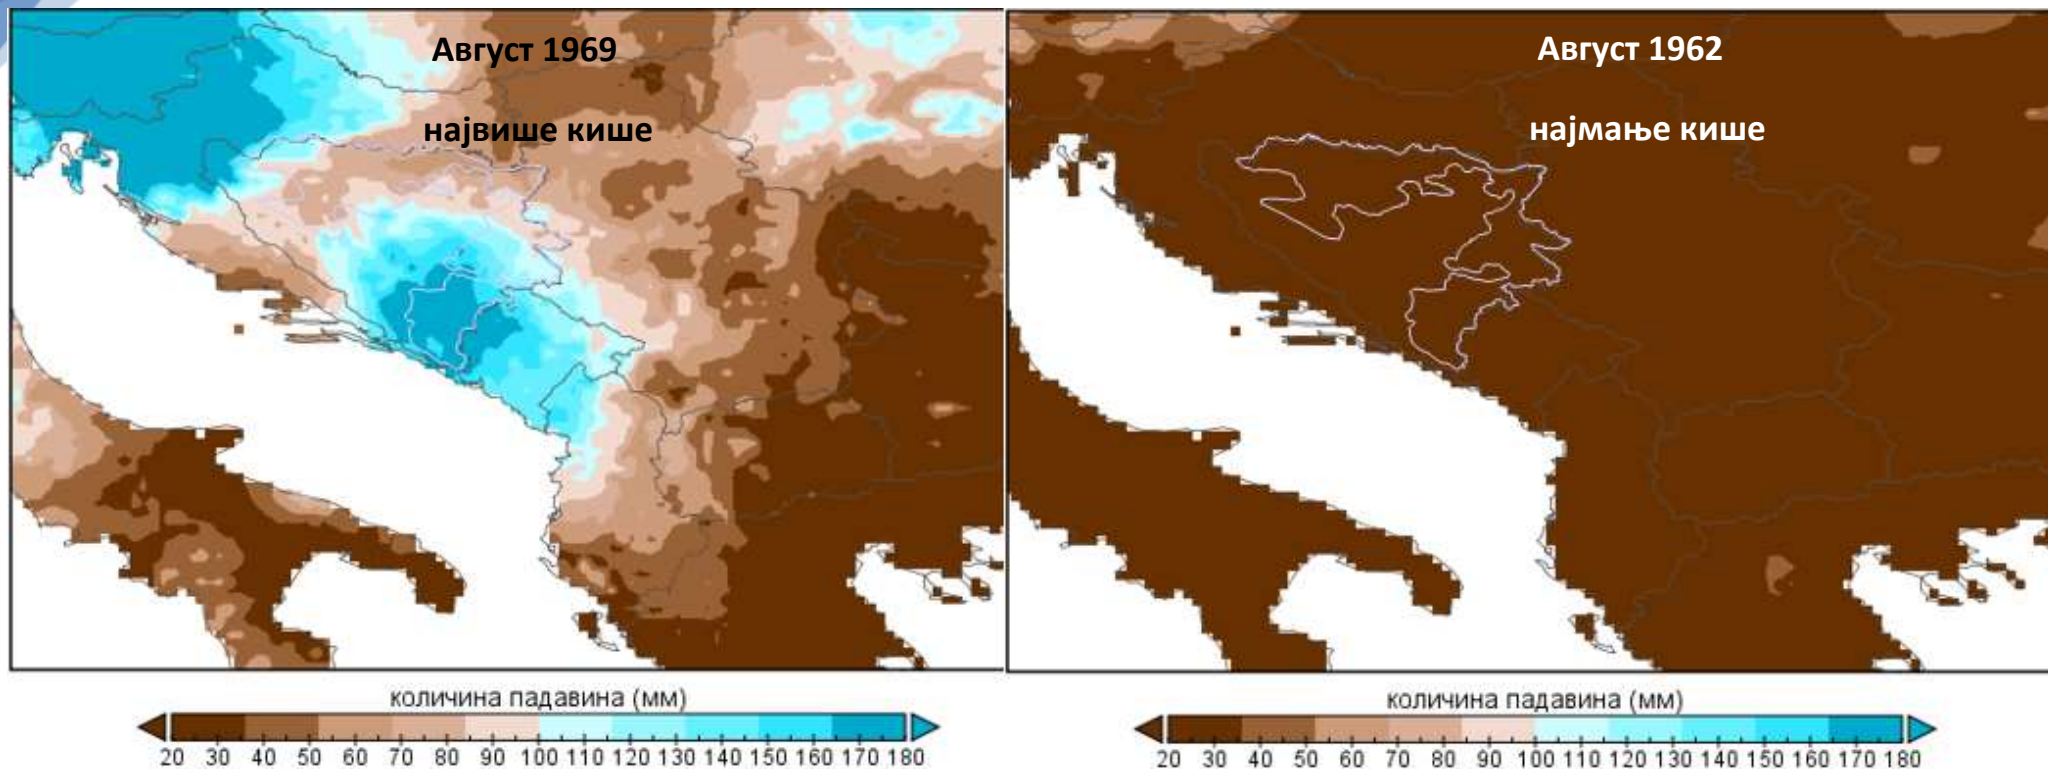 Август 1969
највише кише
количина падавина (мм)
20 30 40 50 60 70 80 90 100 110 120 130 140 150 160 170 180
Август 1962
најмање кише
количина падавина (мм)
20 30 40 50 60 70 80 90 100 110 120 130 140 150 160 170 180